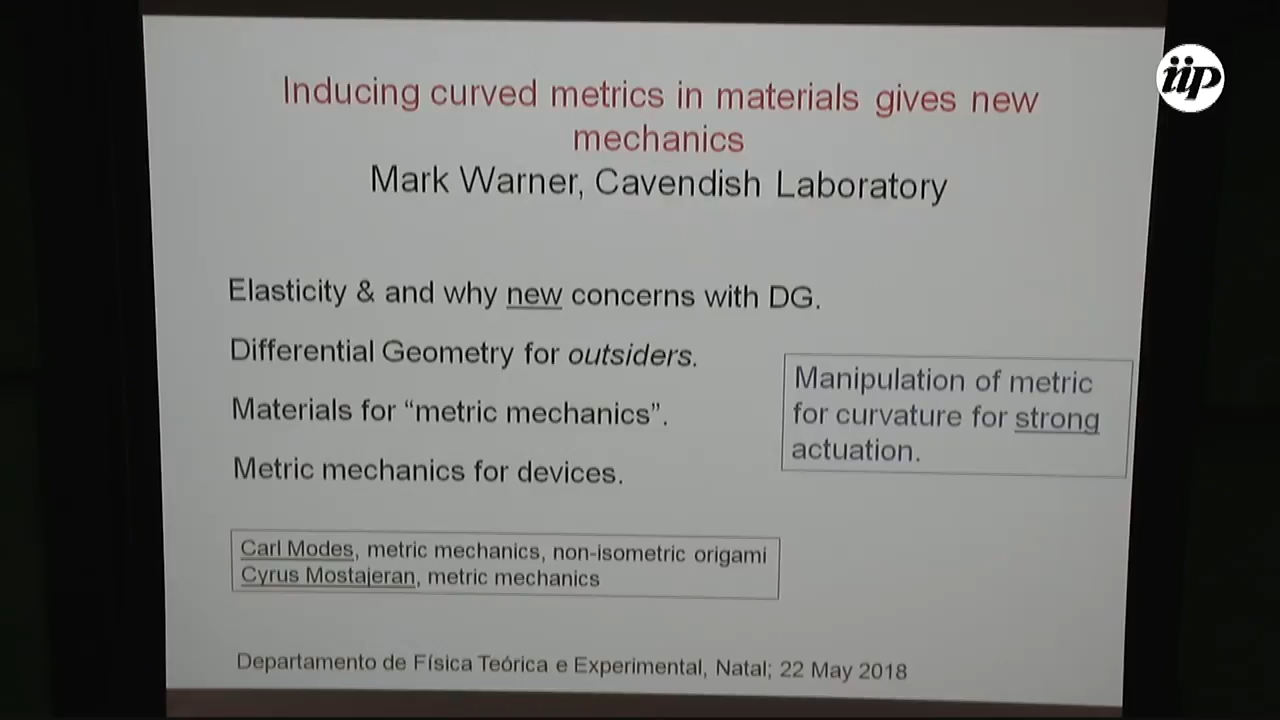 iip
Inducing curved metrics in materials gives new
mechanics
Mark Warner, Cavendish Laboratory
Elasticity & and why new concerns with DG.
Differential Geometry for outsiders.
Materials for “metric mechanics”.
Metric mechanics for devices.
Manipulation of metric
for curvature for strong
actuation.
Carl Modes, metric mechanics, non-isometric origami
Cyrus Mostajeran, metric mechanics
Departamento de Física Teórica e Experimental, Natal; 22 May 2018